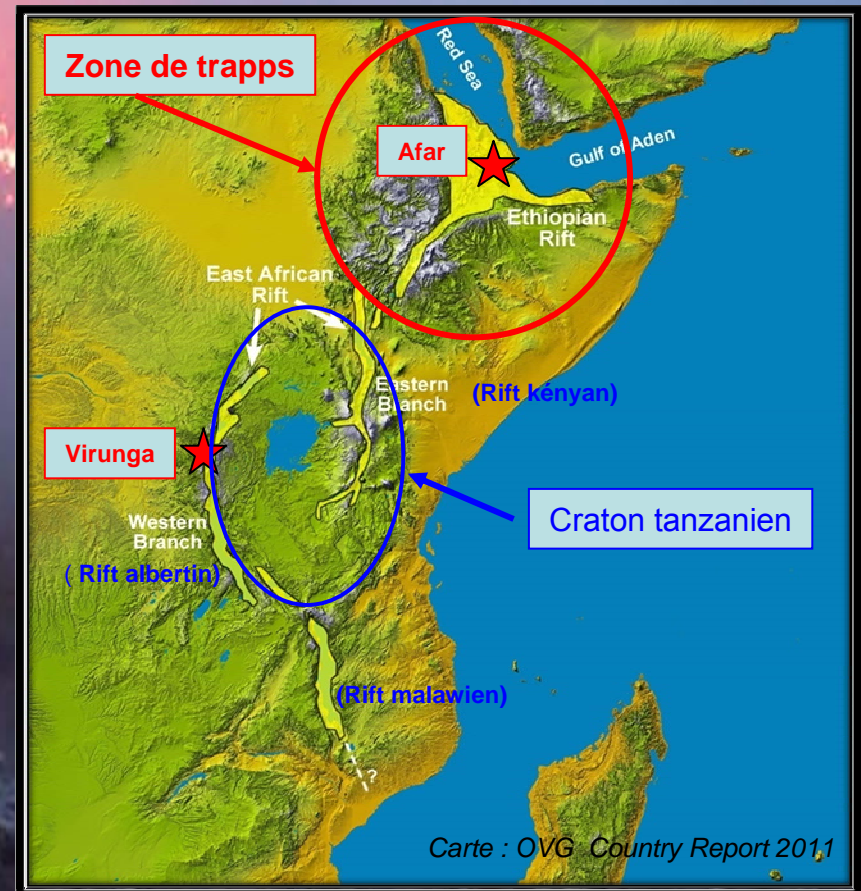 Zone de trapps
Red Sea
Afar
Gulf of Aden
Ethiopian
Rift
East African
Rift
Eastern
Branch
(Rift kényan)
Virunga
Craton tanzanien
Western
Branch
( Rift albertin)
(Rift malawien)
?
Carte : OVG Country Report 2011